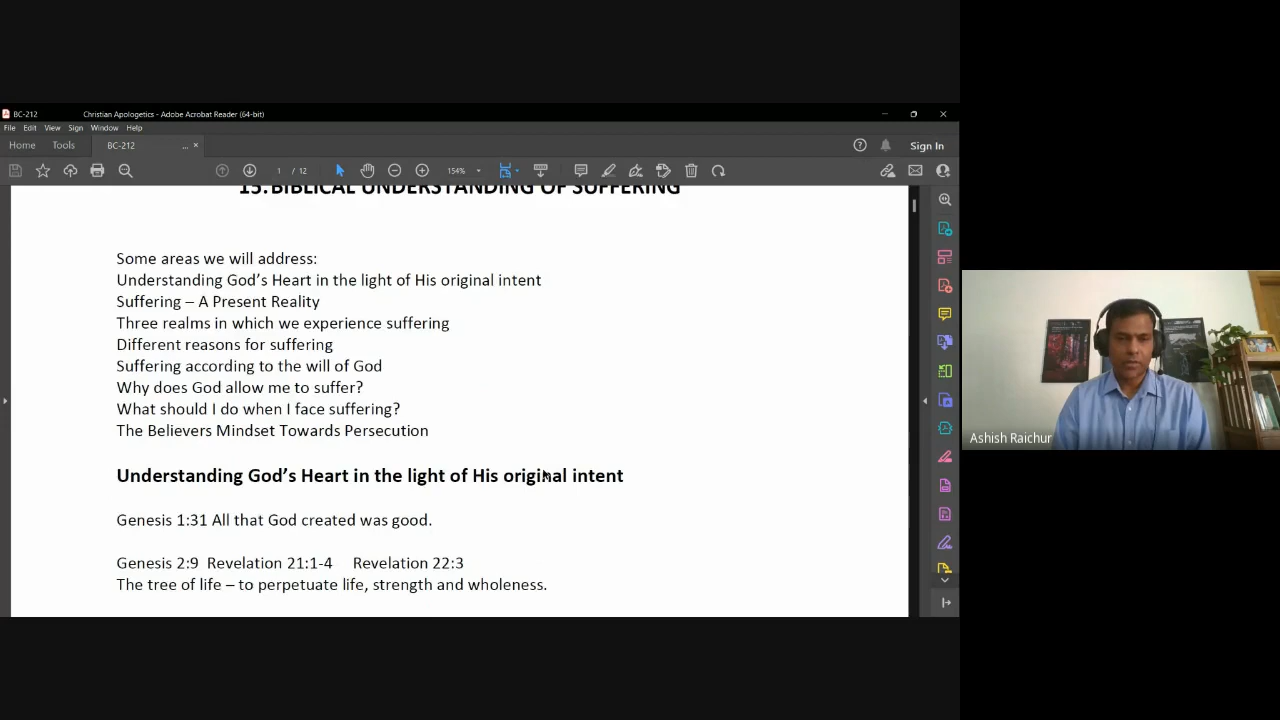 BC-212 Christian Apologetics - Adobe Acrobat Reader (64-bit)
File Edit View Sign Window Help
Home Tools BC-212 ... × Sign In
1 / 12 154%
15. BIBLICAL UNDERSTANDING OF SUFFERING
Some areas we will address:
Understanding God's Heart in the light of His original intent
Suffering – A Present Reality
Three realms in which we experience suffering
Different reasons for suffering
Suffering according to the will of God
Why does God allow me to suffer?
What should I do when I face suffering?
The Believers Mindset Towards Persecution
Understanding God's Heart in the light of His original intent
Genesis 1:31 All that God created was good.
Genesis 2:9 Revelation 21:1-4 Revelation 22:3
The tree of life – to perpetuate life, strength and wholeness.
Ashish Raichur